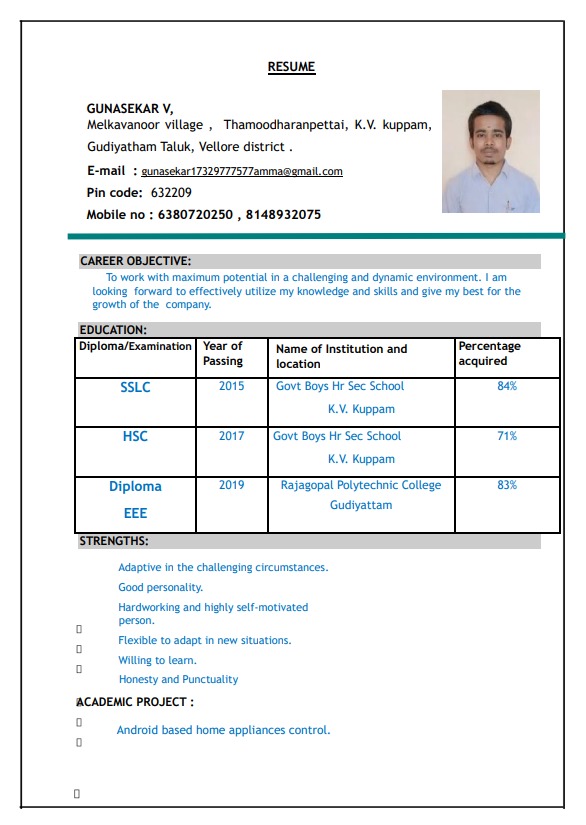 RESUME
GUNASEKAR V,
Melkavanoor village , Thamoodharanpettai, K.V. kuppam,
Gudiyatham Taluk, Vellore district .
E-mail : gunasekar17329777577amma@gmail.com
Pin code: 632209
Mobile no : 6380720250 , 8148932075
CAREER OBJECTIVE:
To work with maximum potential in a challenging and dynamic environment. I am
looking forward to effectively utilize my knowledge and skills and give my best for the
growth of the company.
EDUCATION:
Diploma/Examination Year of Passing Name of Institution and location Percentage acquired
SSLC 2015 Govt Boys Hr Sec School 84%
K.V. Kuppam
HSC 2017 Govt Boys Hr Sec School 71%
K.V. Kuppam
Diploma 2019 Rajagopal Polytechnic College 83%
EEE Gudiyattam
STRENGTHS:
Adaptive in the challenging circumstances.
Good personality.
Hardworking and highly self-motivated
person.
Flexible to adapt in new situations.
Willing to learn.
Honesty and Punctuality
ACADEMIC PROJECT :
Android based home appliances control.